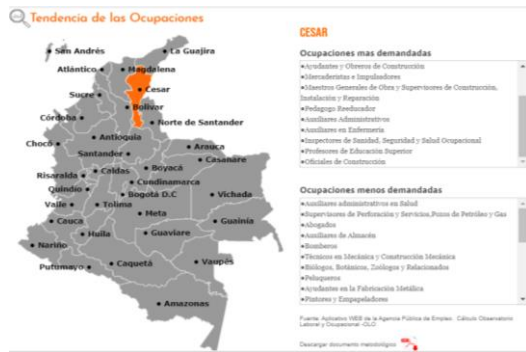 Tendencia de las Ocupaciones
San Andrés
La Guajira
Atlántico
Magdalena
Cesar
Sucre
Bolívar
Córdoba
Norte de Santander
Antioquia
Chocó
Arauca
Santander
Casanare
Caldas
Boyacá
Risaralda
Cundinamarca
Quindío
Bogotá D.C
Vichada
Valle
Tolima
Meta
Cauca
Guainía
Huila
Guaviare
Nariño
Vaupés
Putumayo
Caquetá
Amazonas
CESAR
Ocupaciones mas demandadas
•Ayudantes y Obreros de Construcción
•Mercaderistas e Impulsadores
•Maestros Generales de Obra y Supervisores de Construcción,
Instalación y Reparación
•Pedagogo Reeducador
•Auxiliares Administrativos
•Auxiliares en Enfermería
•Inspectores de Sanidad, Seguridad y Salud Ocupacional
•Profesores de Educación Superior
•Oficiales de Construcción
Ocupaciones menos demandadas
•Auxiliares administrativos en Salud
•Supervisores de Perforación y Servicios,Pozos de Petróleo y Gas
•Abogados
•Auxiliares de Almacén
•Bomberos
•Técnicos en Mecánica y Construcción Mecánica
•Biólogos, Botánicos, Zoólogos y Relacionados
•Peluqueros
•Ayudantes en la Fabricación Metálica
•Pintores y Empapeladores
Fuente: Aplicativo WEB de la Agencia Pública de Empleo. Cálculo Observatorio
Laboral y Ocupacional -OLO
Descargar documento metodológico